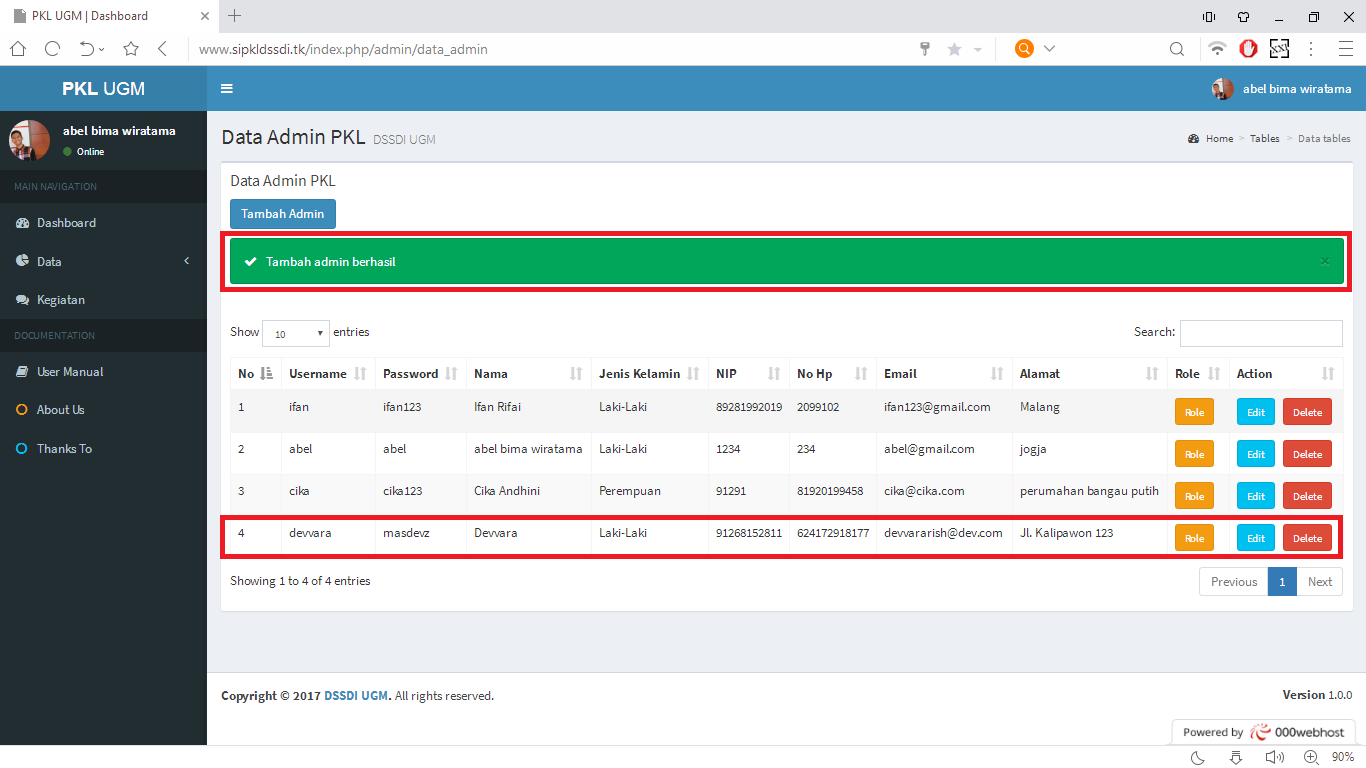 PKL UGM | Dashboard
www.sipkldssdi.tk/index.php/admin/data_admin
PKL UGM
abel bima wiratama
abel bima wiratama
Online
Data Admin PKL DSSDI UGM
Home > Tables > Data tables
MAIN NAVIGATION
Dashboard
Data
Kegiatan
DOCUMENTATION
User Manual
About Us
Thanks To
Data Admin PKL
Tambah Admin
Tambah admin berhasil ×
Show 10 entries
Search:
No Username Password Nama Jenis Kelamin NIP No Hp Email Alamat Role Action
1 ifan ifan123 Ifan Rifai Laki-Laki 89281992019 2099102 ifan123@gmail.com Malang Role Edit Delete
2 abel abel abel bima wiratama Laki-Laki 1234 234 abel@gmail.com jogja Role Edit Delete
3 cika cika123 Cika Andhini Perempuan 91291 81920199458 cika@cika.com perumahan bangau putih Role Edit Delete
4 devvara masdevz Devvara Laki-Laki 91268152811 624172918177 devvararish@dev.com Jl. Kalipawon 123 Role Edit Delete
Showing 1 to 4 of 4 entries
Previous 1 Next
Copyright © 2017 DSSDI UGM. All rights reserved.
Version 1.0.0
Powered by 000webhost
90%